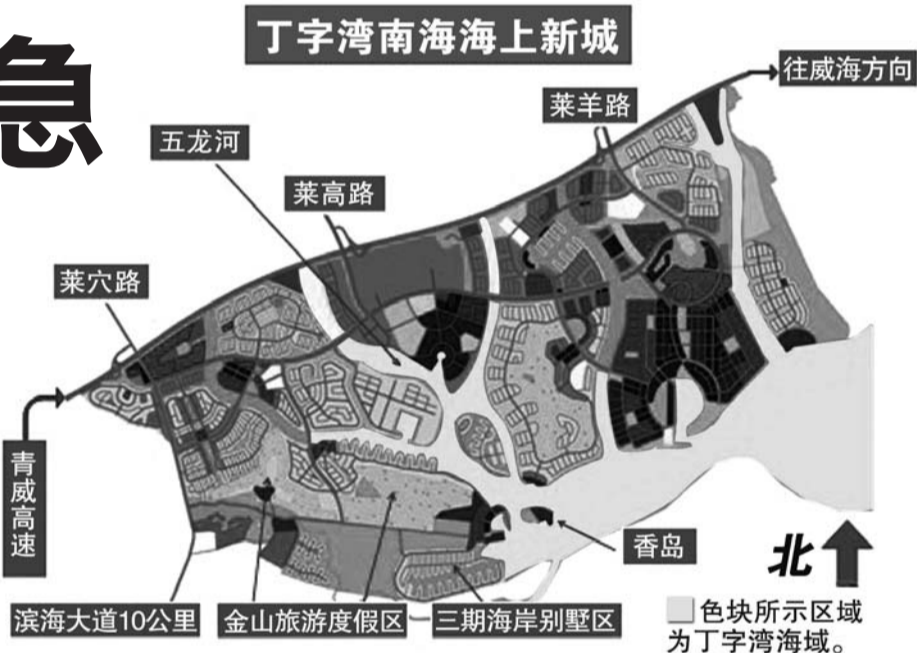 丁字湾南海海上新城
急
往威海方向
莱羊路
五龙河
莱高路
莱穴路
青威高速
香岛
北
滨海大道10公里
金山旅游度假区
三期海岸别墅区
色块所示区域
为丁字湾海域。